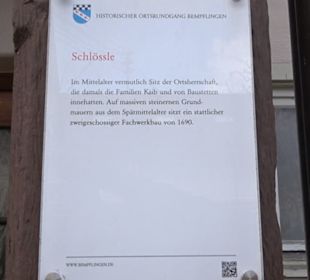 HISTORISCHER ORTSRUNDGANG BEMPFLINGEN
Schlössle
Im Mittelalter vermutlich Sitz der Ortsherrschaft,
die damals die Familien Kaib und von Baustetten
innehatten. Auf massiven steinernen Grund-
mauern aus dem Spätmittelalter sitzt ein stattlicher
zweigeschossiger Fachwerkbau von 1690.
WWW.BEMPFLINGEN.DE